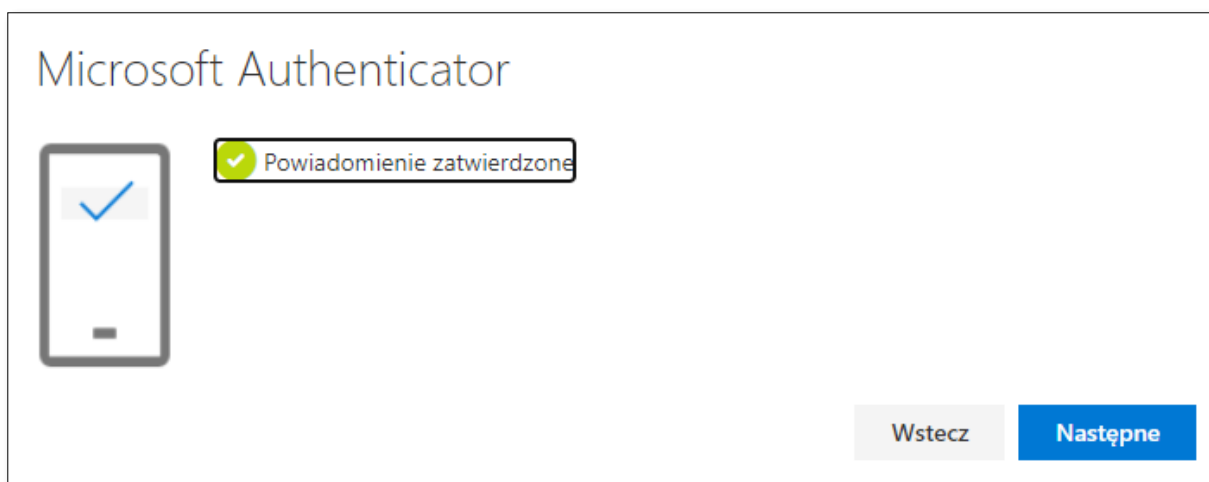 Microsoft Authenticator
Powiadomienie zatwierdzone
Wstecz
Następne